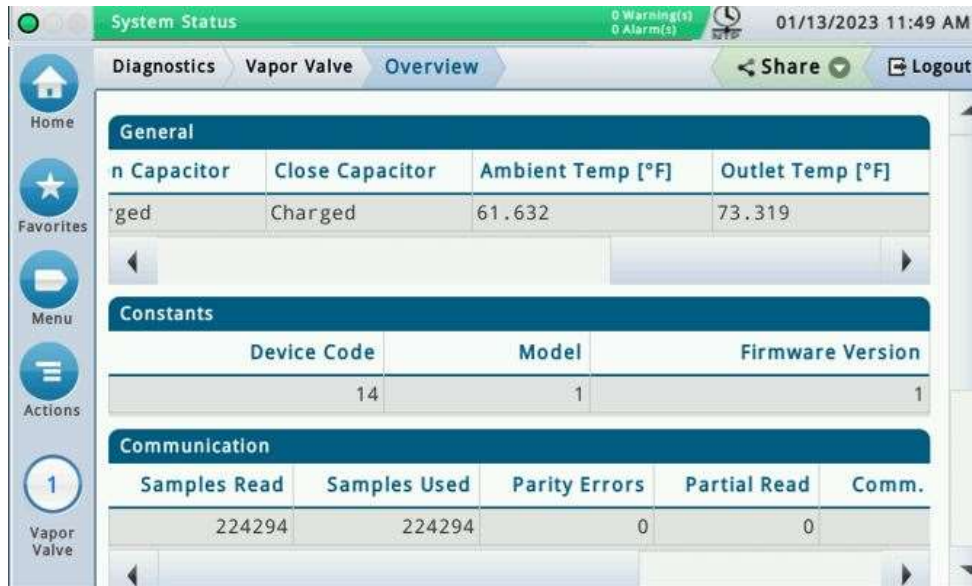 System Status
0 Warning(s)
0 Alarm(s)
NTP
01/13/2023 11:49 AM
Diagnostics Vapor Valve Overview Share Logout
Home
General
n Capacitor Close Capacitor Ambient Temp [°F] Outlet Temp [°F]
rged Charged 61.632 73.319
Favorites
Menu
Constants
Device Code Model Firmware Version
14 1 1
Actions
Communication
Samples Read Samples Used Parity Errors Partial Read Comm.
224294 224294 0 0
1
Vapor
Valve